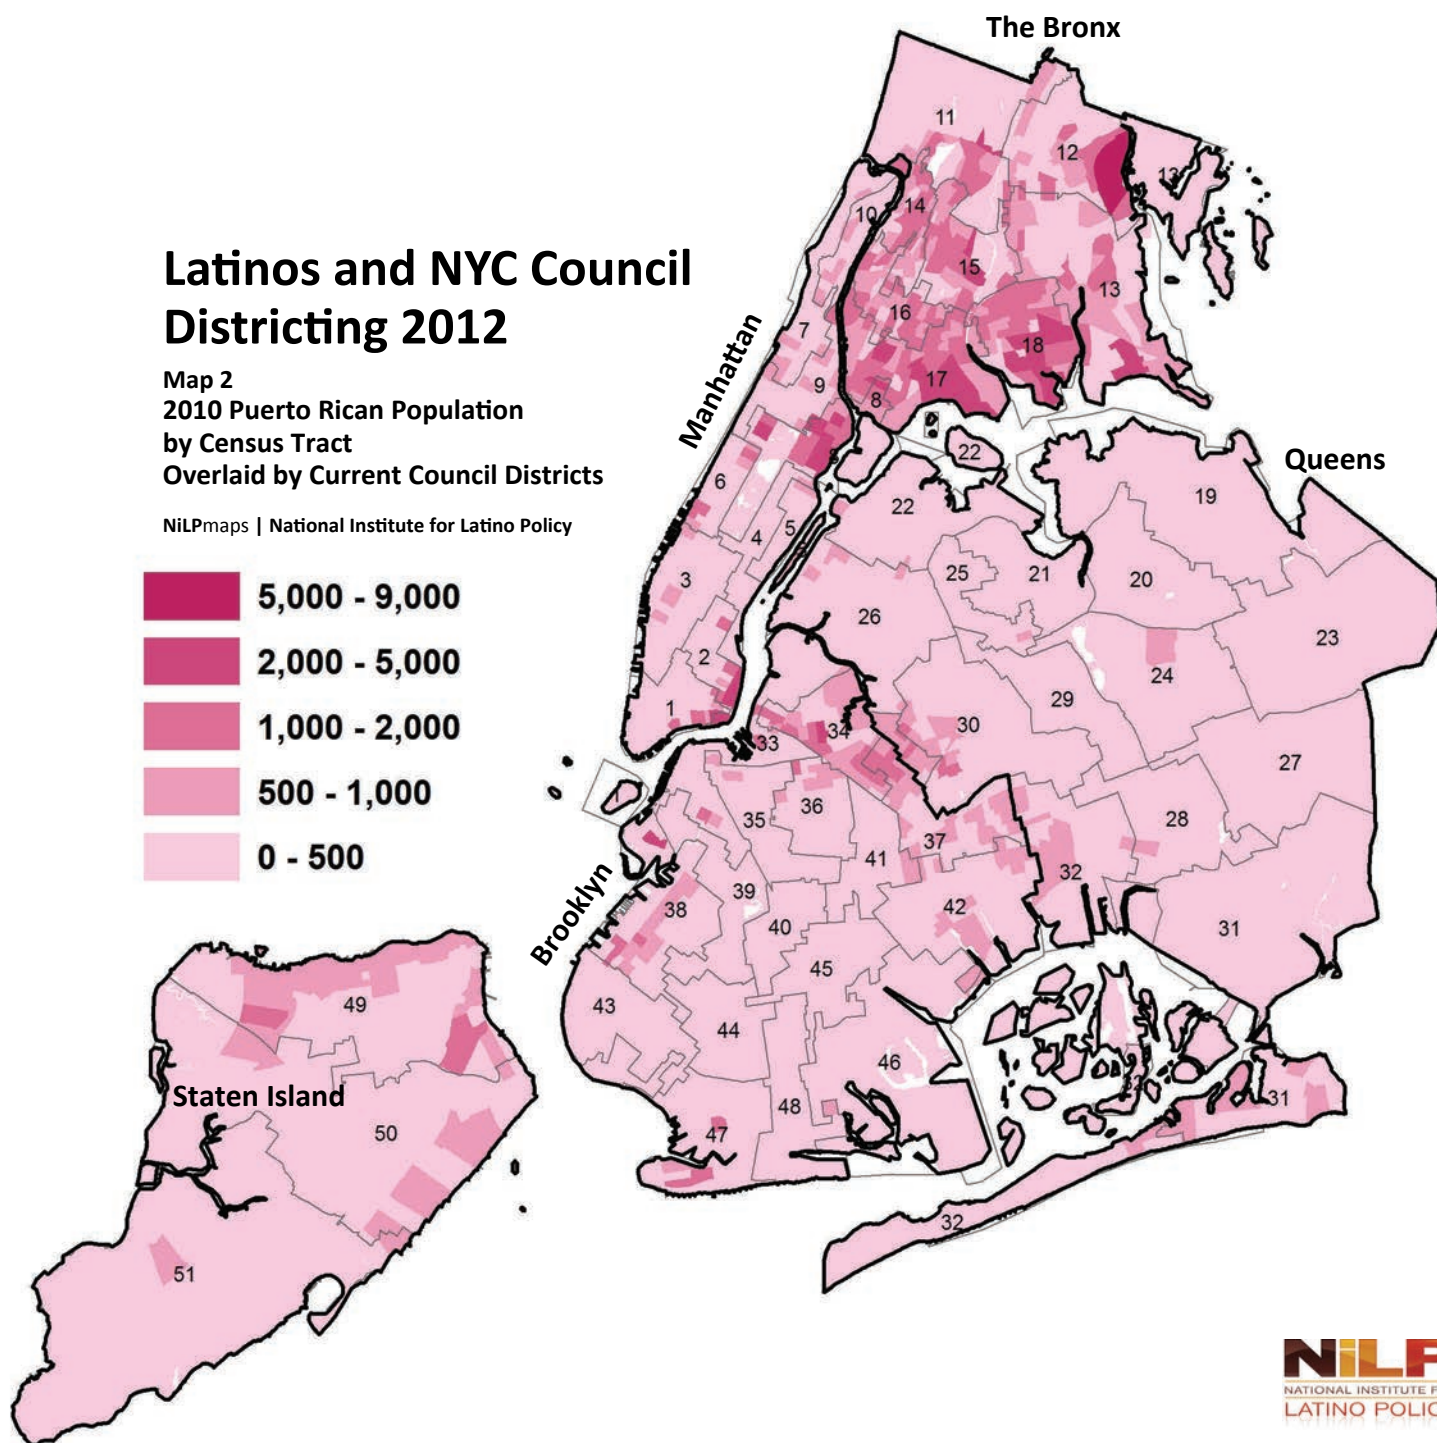 The Bronx
11
12
13
10
14
Latinos and NYC Council
Districting 2012
15
13
16
7
18
Manhattan
Map 2
2010 Puerto Rican Population
by Census Tract
Overlaid by Current Council Districts
9
17
8
22
Queens
6
19
22
5
4
NiLPmaps | National Institute for Latino Policy
3
25
21
20
5,000 - 9,000
26
23
2,000 - 5,000
2
24
29
1
30
1,000 - 2,000
34
33
27
500 - 1,000
36
35
28
37
0 - 500
41
32
39
Brooklyn
38
42
40
31
45
49
43
44
46
32
Staten Island
48
31
50
47
32
51
NiLP
NATIONAL INSTITUTE F
LATINO POLIC